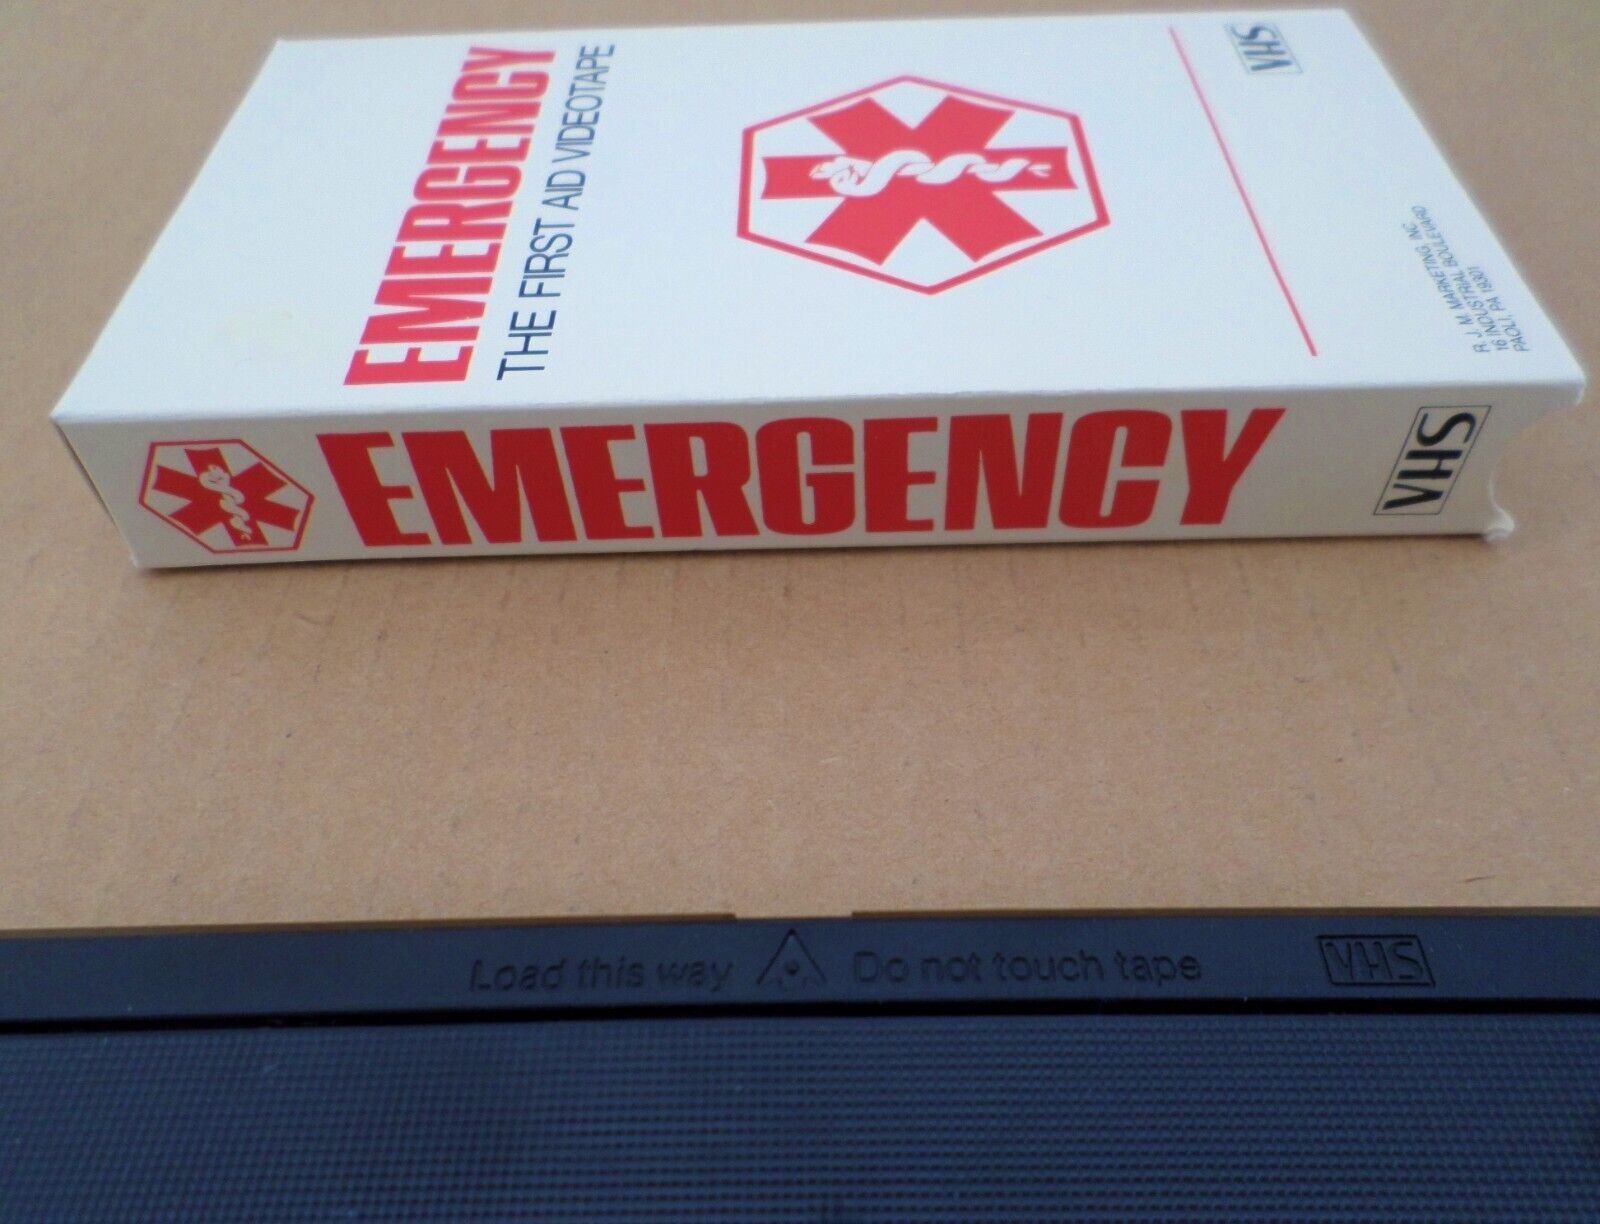 EMERGENCY
THE FIRST AID VIDEOTAPE
VHS
R. J. M. MARKETING, INC.
16 INDUSTRIAL BOULEVARD
PAOLI, PA 19301
EMERGENCY
VHS
Load this way Do not touch tape VHS